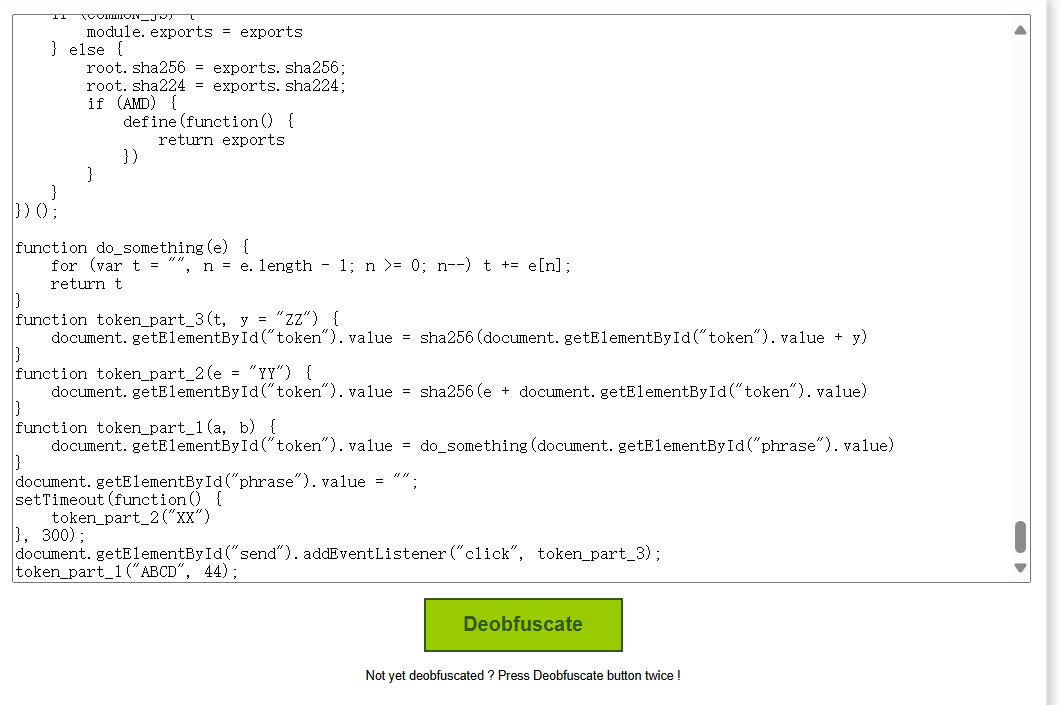 if (COMMON_JS) {
module.exports = exports
} else {
root.sha256 = exports.sha256;
root.sha224 = exports.sha224;
if (AMD) {
define(function() {
return exports
})
}
}
})();
function do_something(e) {
for (var t = "", n = e.length - 1; n >= 0; n--) t += e[n];
return t
}
function token_part_3(t, y = "ZZ") {
document.getElementById("token").value = sha256(document.getElementById("token").value + y)
}
function token_part_2(e = "YY") {
document.getElementById("token").value = sha256(e + document.getElementById("token").value)
}
function token_part_1(a, b) {
document.getElementById("token").value = do_something(document.getElementById("phrase").value)
}
document.getElementById("phrase").value = "";
setTimeout(function() {
token_part_2("XX")
}, 300);
document.getElementById("send").addEventListener("click", token_part_3);
token_part_1("ABCD", 44);
Deobfuscate
Not yet deobfuscated ? Press Deobfuscate button twice !